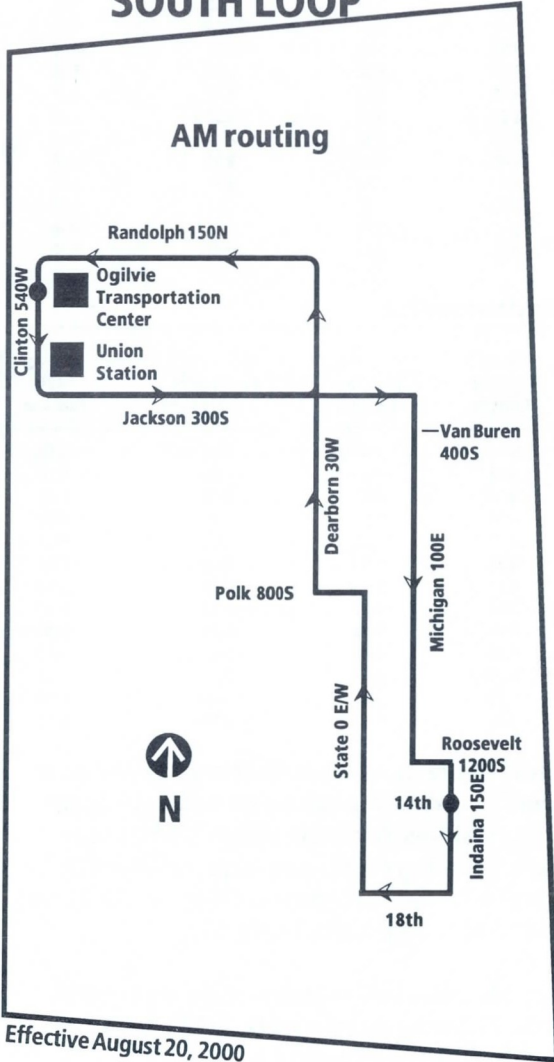 SOUTH LOOP
AM routing
Randolph 150N
Clinton 540W
Ogilvie
Transportation
Center
Union
Station
Jackson 300S
Van Buren
400S
Dearborn 30W
Michigan 100E
Polk 800S
State 0 E/W
Roosevelt
1200S
14th
Indaina 150E
N
18th
Effective August 20, 2000